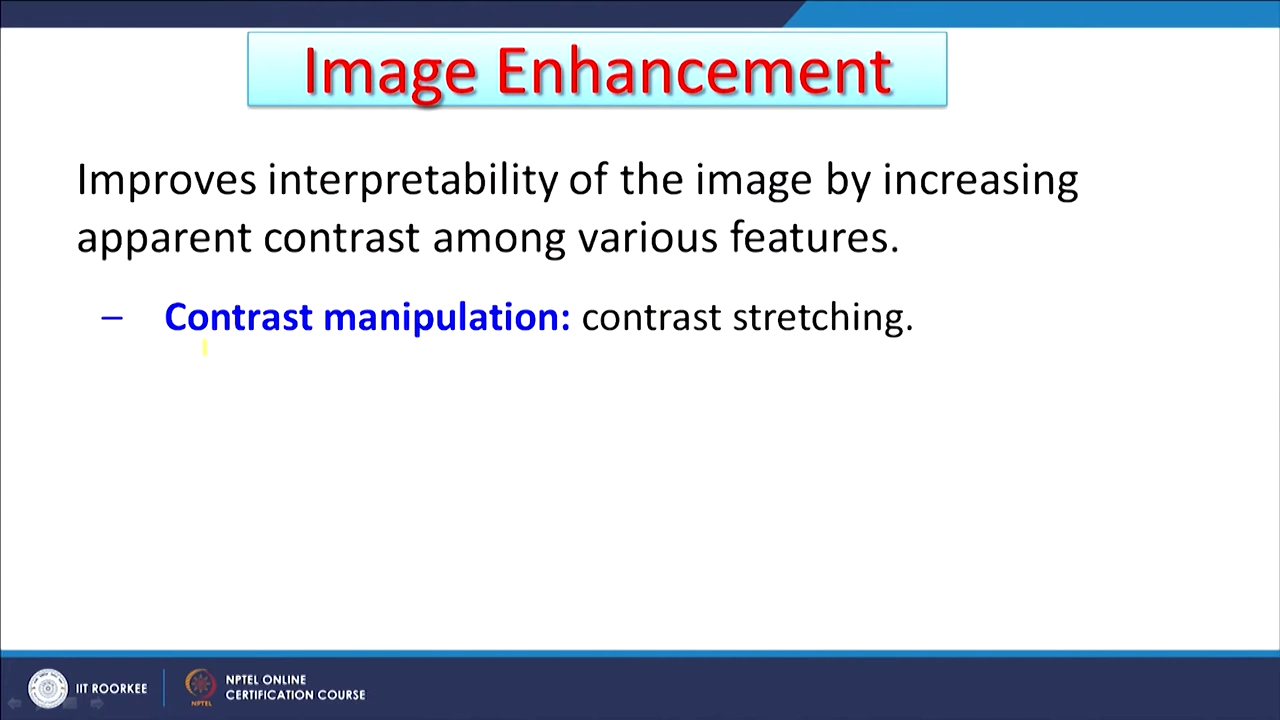 Image Enhancement
Improves interpretability of the image by increasing
apparent contrast among various features.
– Contrast manipulation: contrast stretching.
IIT ROORKEE
NPTEL ONLINE
CERTIFICATION COURSE
NPTEL